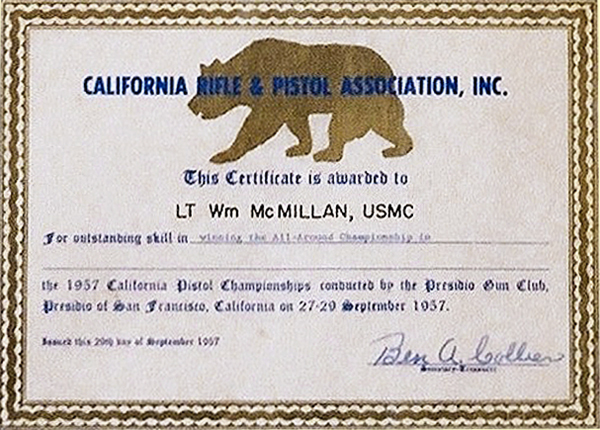 CALIFORNIA RIFLE & PISTOL ASSOCIATION, INC.
This Certificate is awarded to
LT Wm McMILLAN, USMC
For outstanding skill in winning the All-Around Championship in
the 1957 California Pistol Championships conducted by the Presidio Gun Club,
Presidio of San Francisco, California on 27-29 September 1957.
Issued this 29th day of September 1957
Ben A. Collier
Secretary-Treasurer